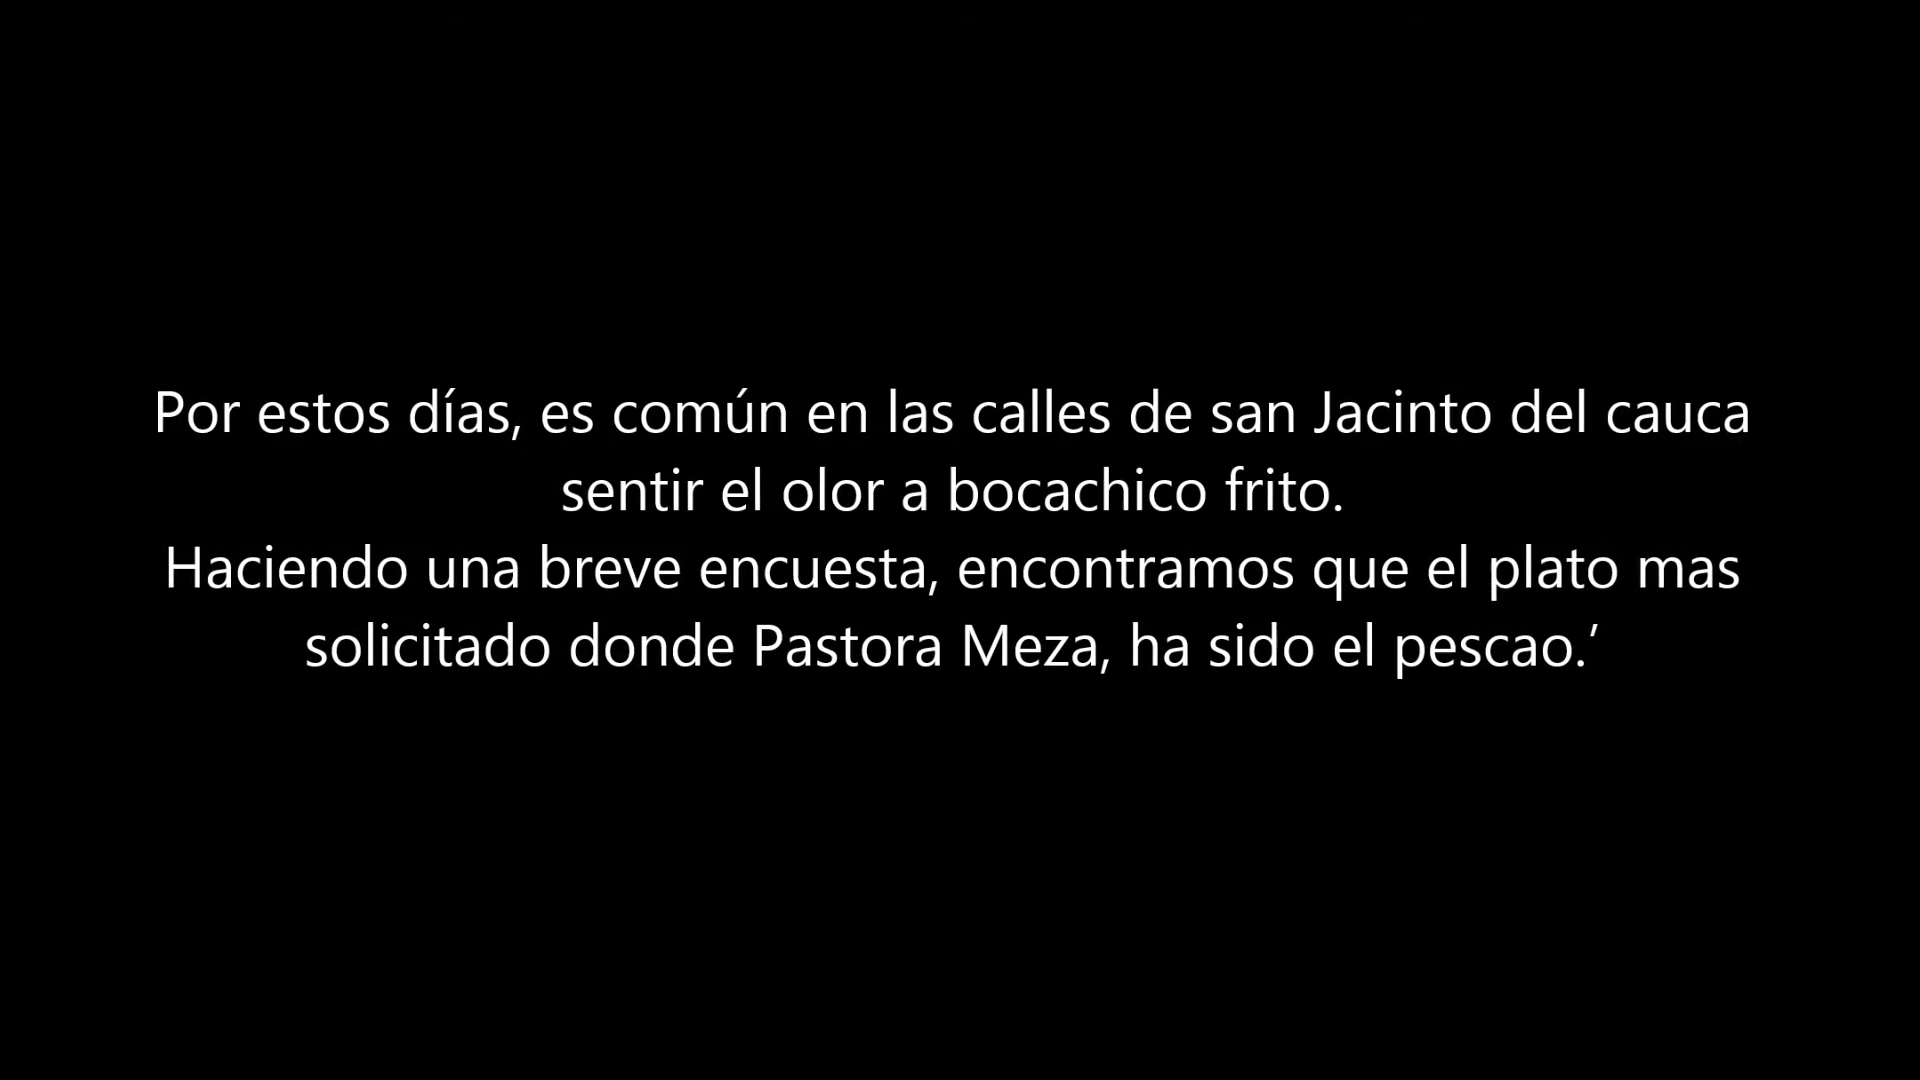 Por estos días, es común en las calles de san Jacinto del cauca
sentir el olor a bocachico frito.
Haciendo una breve encuesta, encontramos que el plato mas
solicitado donde Pastora Meza, ha sido el pescao.’